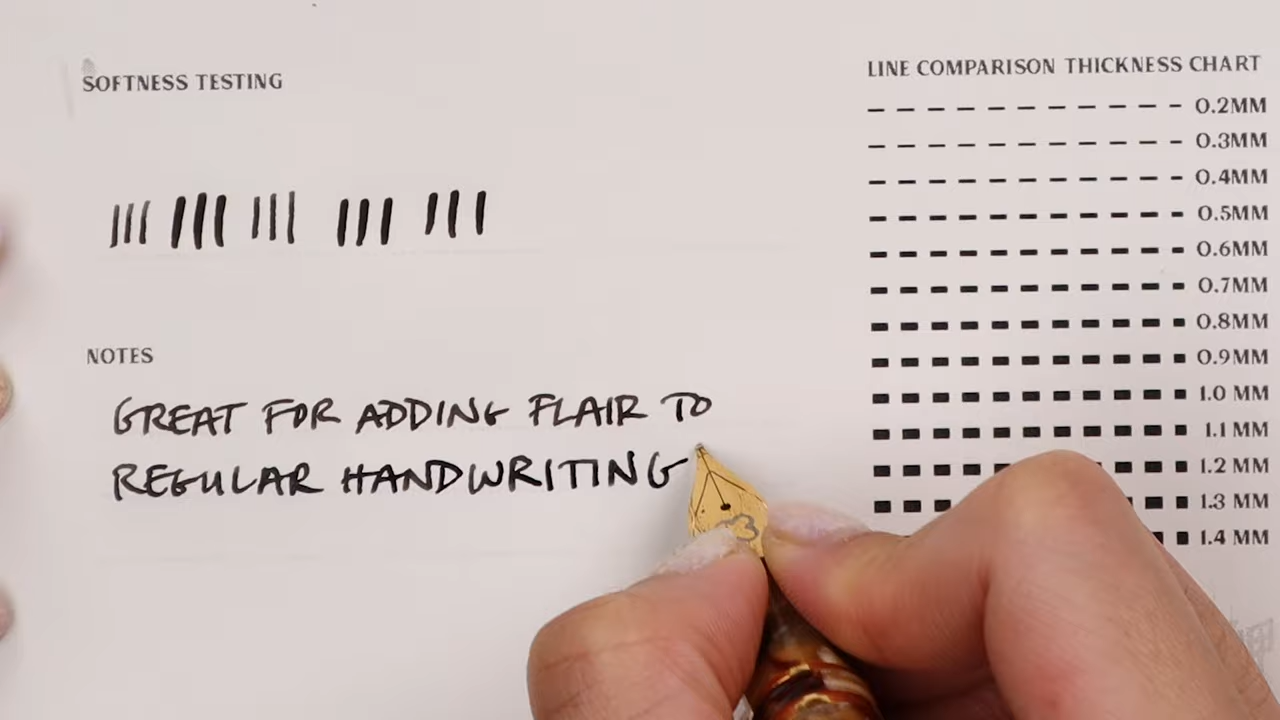 SOFTNESS TESTING
NOTES
GREAT FOR ADDING FLAIR TO
REGULAR HANDWRITING
LINE COMPARISON THICKNESS CHART
0.2MM
0.3MM
0.4MM
0.5MM
0.6MM
0.7MM
0.8MM
0.9MM
1.0 MM
1.1 MM
1.2 MM
1.3 MM
1.4 MM